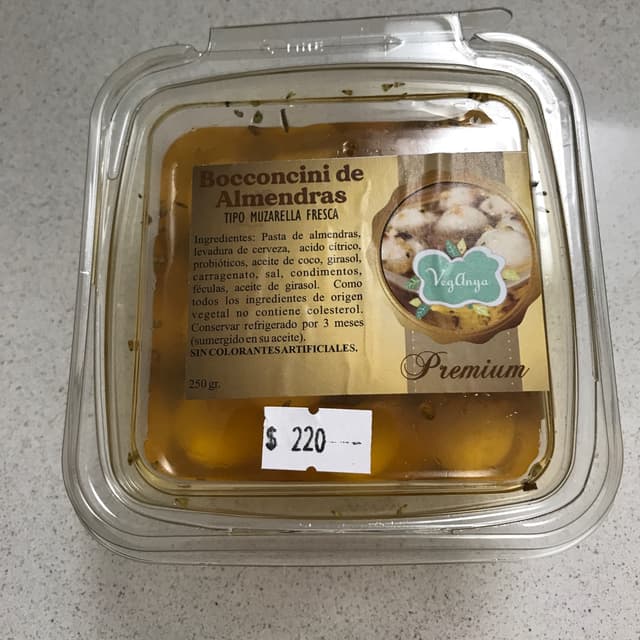 Bocconcini de
Almendras
TIPO MUZARELLA FRESCA
Ingredientes: Pasta de almendras,
levadura de cerveza, acido cítrico,
probióticos, aceite de coco, girasol,
carragenato, sal, condimentos,
féculas, aceite de girasol. Como
todos los ingredientes de origen
vegetal no contiene colesterol.
Conservar refrigerado por 3 meses
(sumergido en su aceite).
SIN COLORANTES ARTIFICIALES.
250 gr.
VegAnya
Premium
$ 220